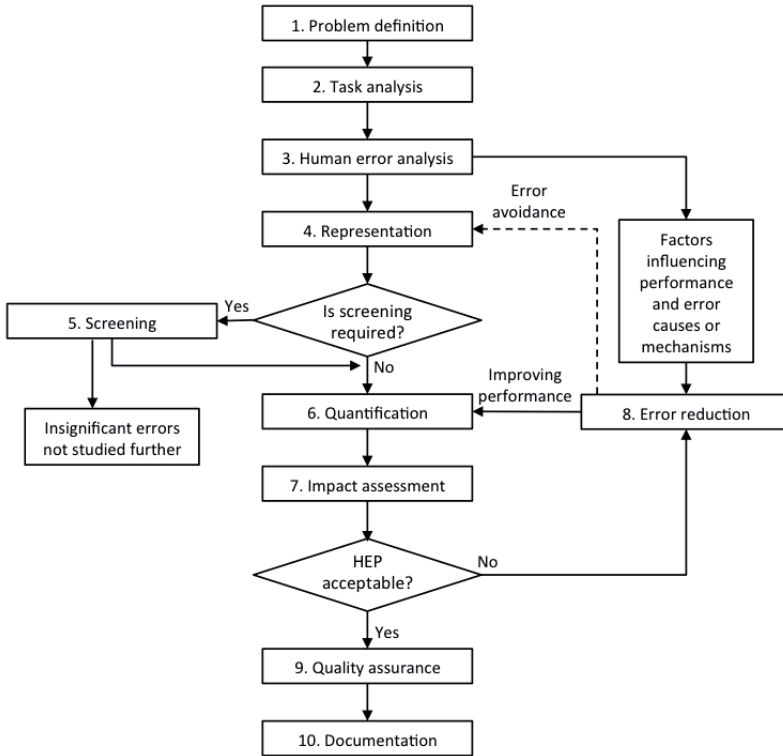 1. Problem definition
2. Task analysis
3. Human error analysis
Error
avoidance
4. Representation
Factors
influencing
performance
and error
causes or
mechanisms
Yes
5. Screening
Is screening
required?
No
Improving
performance
6. Quantification
8. Error reduction
Insignificant errors
not studied further
7. Impact assessment
HEP
acceptable?
No
Yes
9. Quality assurance
10. Documentation